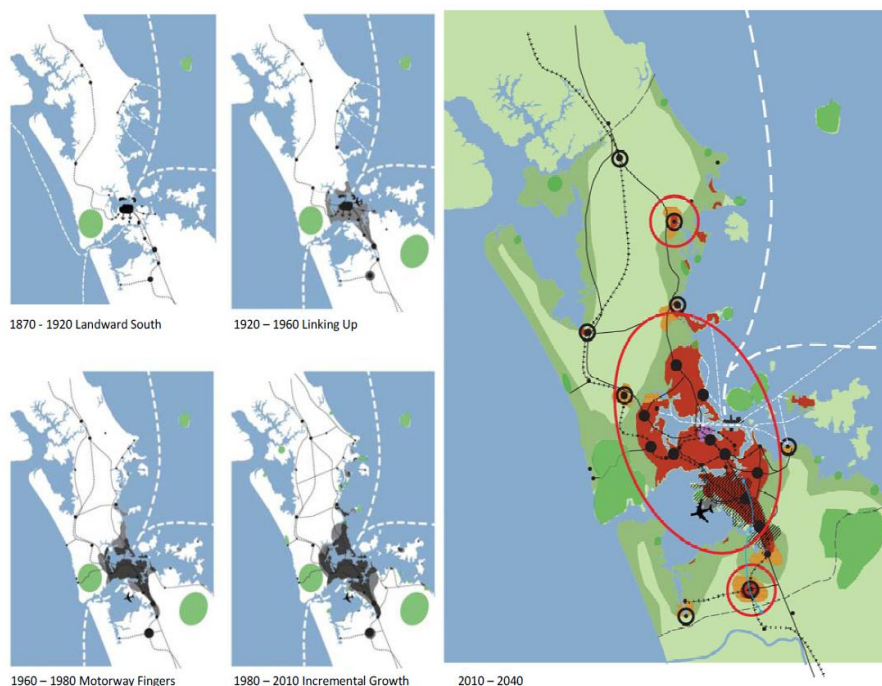 1870 - 1920 Landward South
1920 – 1960 Linking Up
1960 – 1980 Motorway Fingers
1980 – 2010 Incremental Growth
2010 – 2040